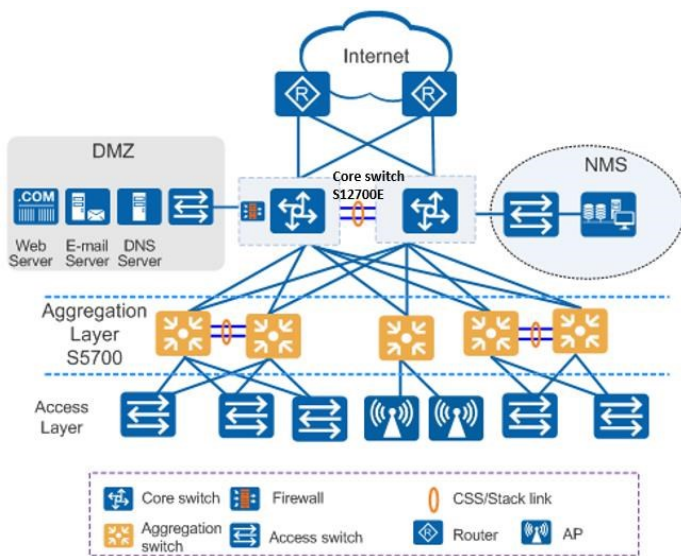 Internet
R
R
DMZ
Core switch
S12700E
NMS
.COM
Web
Server
E-mail
Server
DNS
Server
Aggregation
Layer
S5700
Access
Layer
Core switch
Firewall
CSS/Stack link
Aggregation
switch
Access switch
R
Router
AP